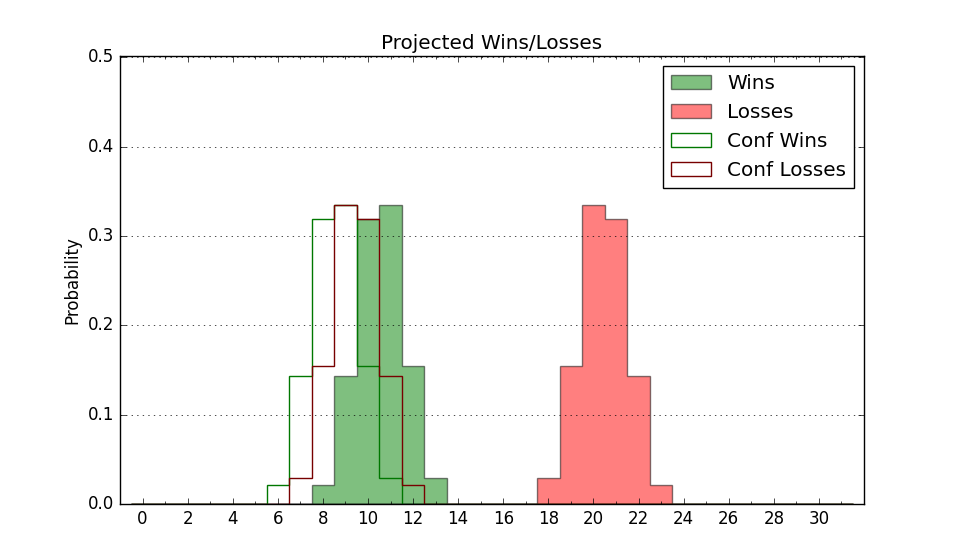 Projected Wins/Losses
0.5
0.4
0.3
0.2
0.1
0.0
Probability
Wins
Losses
Conf Wins
Conf Losses
0 2 4 6 8 10 12 14 16 18 20 22 24 26 28 30